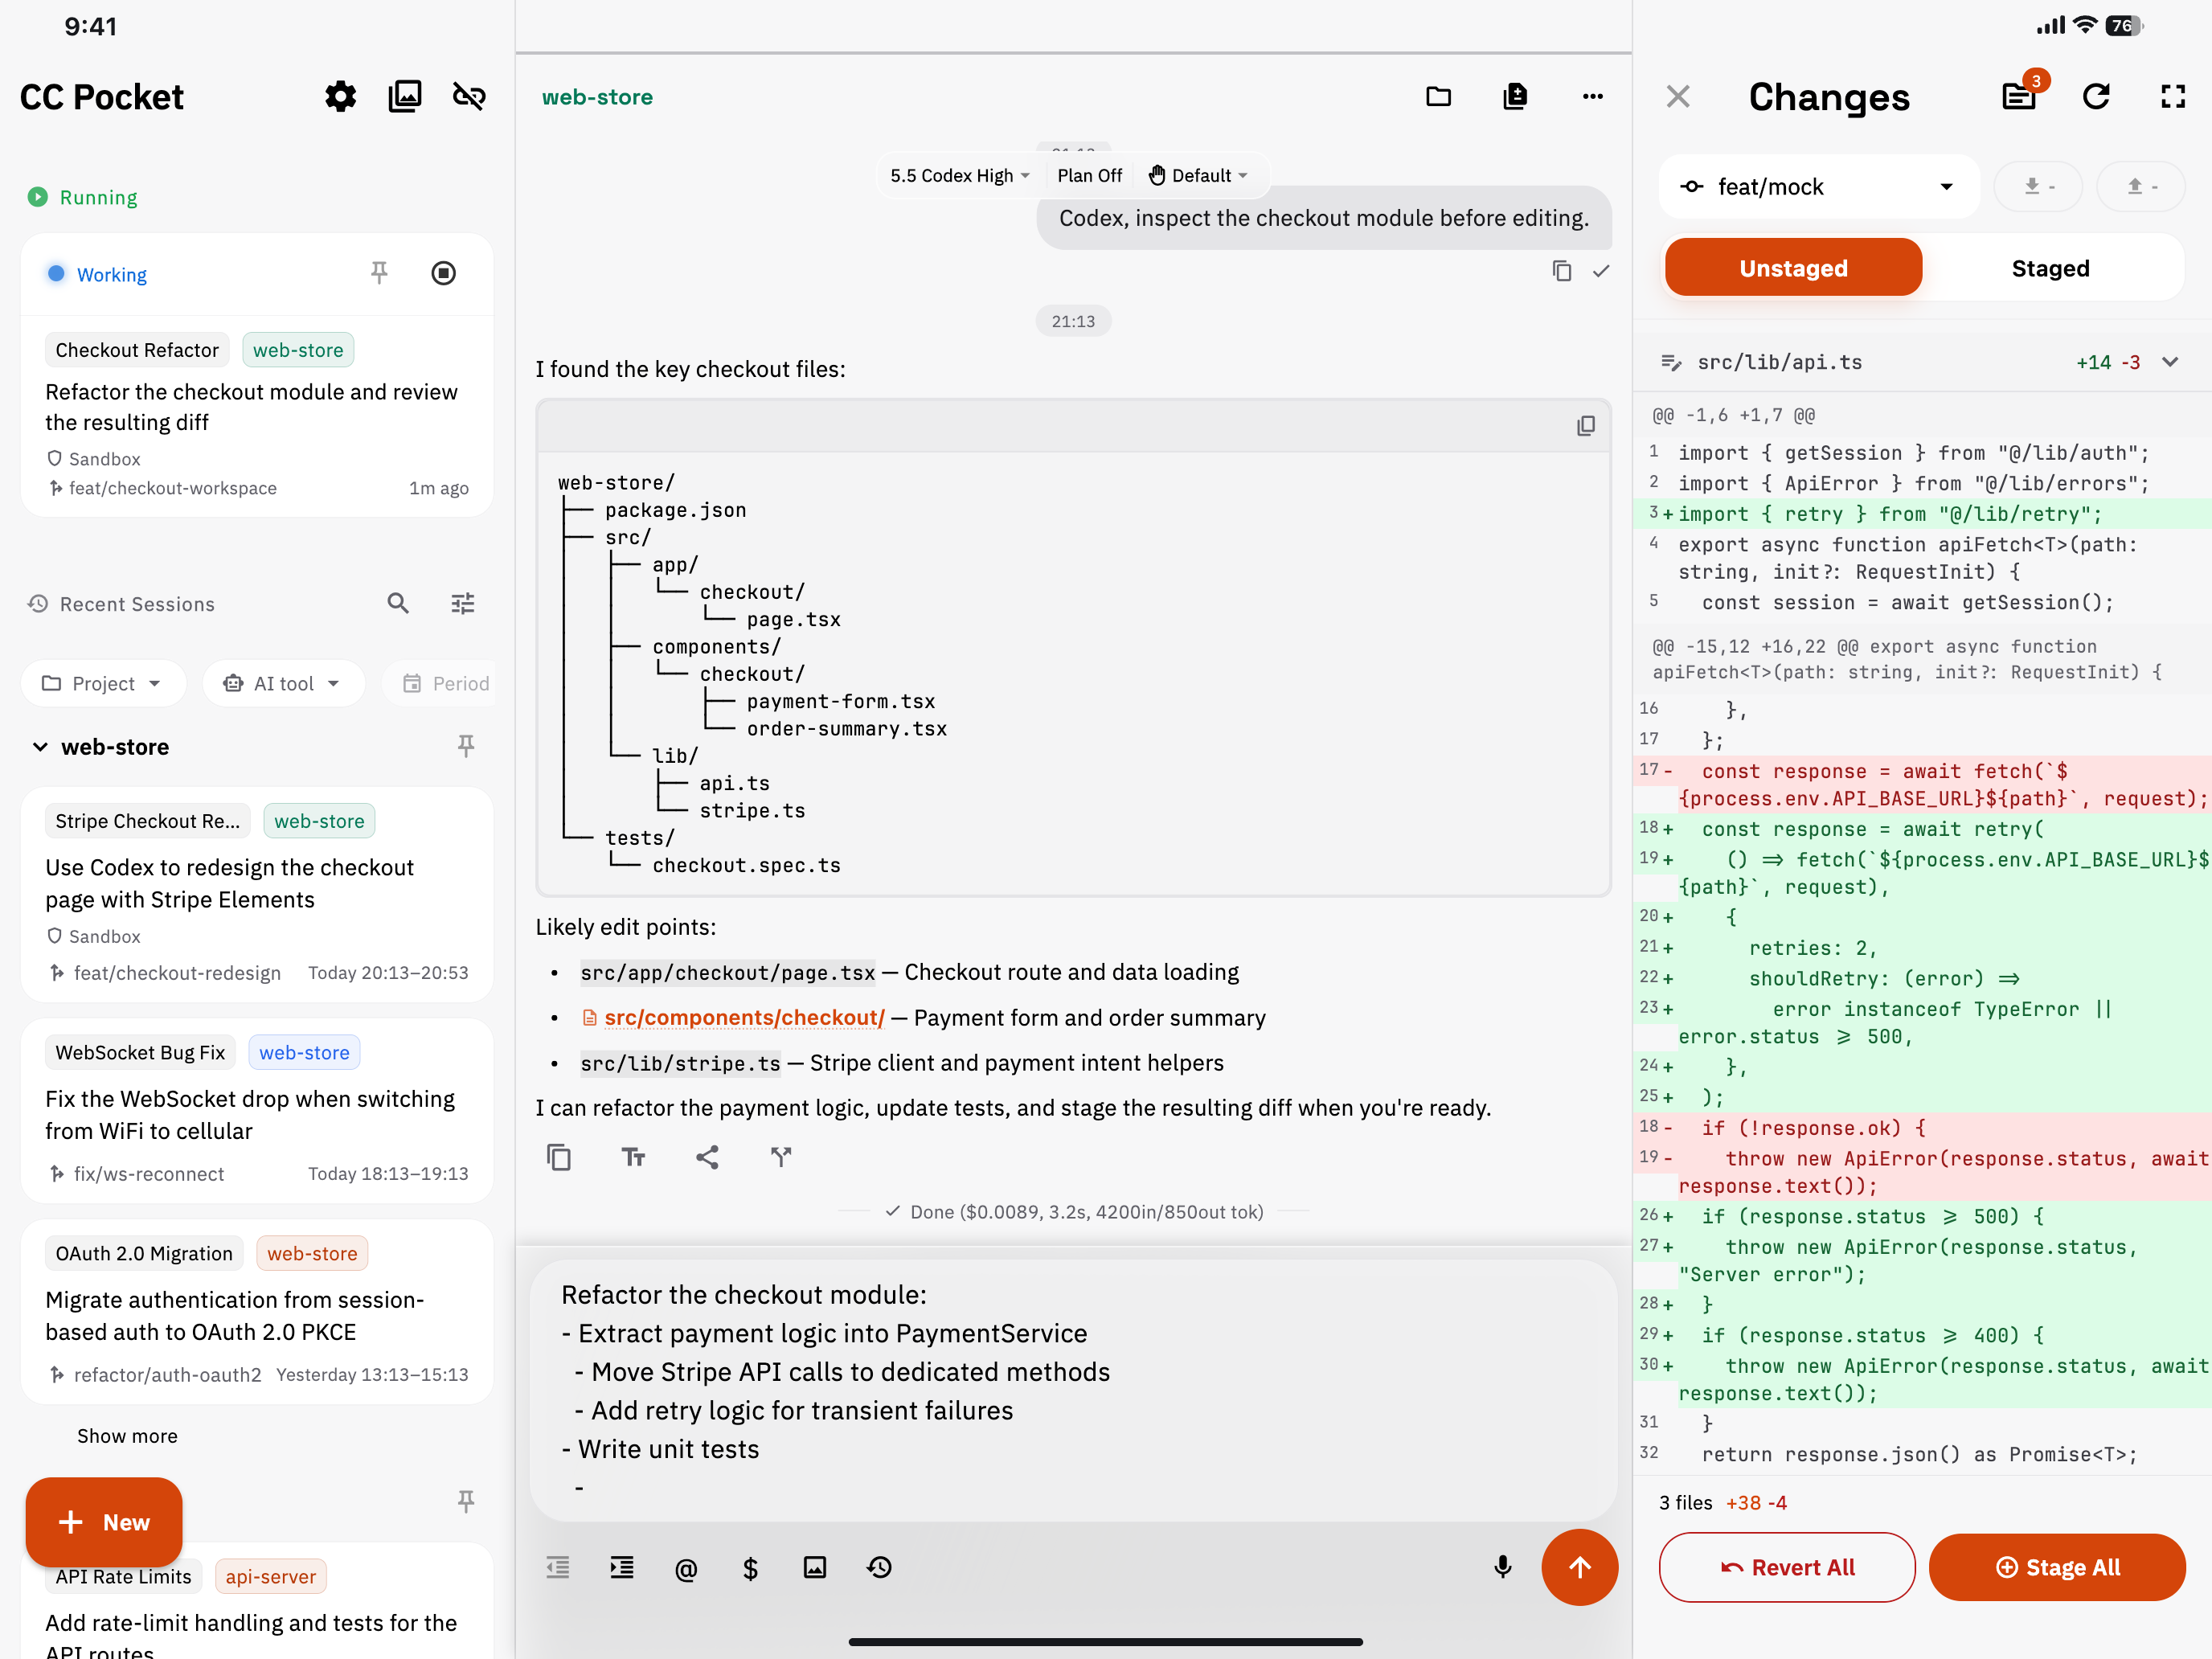 9:41
76
CC Pocket
Running
Working
Checkout Refactor
web-store
Refactor the checkout module and review
the resulting diff
Sandbox
feat/checkout-workspace
1m ago
Recent Sessions
Project
AI tool
Period
web-store
Stripe Checkout Re...
web-store
Use Codex to redesign the checkout
page with Stripe Elements
Sandbox
feat/checkout-redesign
Today 20:13–20:53
WebSocket Bug Fix
web-store
Fix the WebSocket drop when switching
from WiFi to cellular
fix/ws-reconnect
Today 18:13–19:13
OAuth 2.0 Migration
web-store
Migrate authentication from session-
based auth to OAuth 2.0 PKCE
refactor/auth-oauth2
Yesterday 13:13–15:13
Show more
New
API Rate Limits
api-server
Add rate-limit handling and tests for the
API routes
web-store
5.5 Codex High
Plan Off
Default
Codex, inspect the checkout module before editing.
21:13
I found the key checkout files:
web-store/
├── package.json
├── src/
│   ├── app/
│   │   └── checkout/
│   │       └── page.tsx
│   ├── components/
│   │   └── checkout/
│   │       ├── payment-form.tsx
│   │       └── order-summary.tsx
│   └── lib/
│       ├── api.ts
│       └── stripe.ts
└── tests/
    └── checkout.spec.ts
Likely edit points:
• src/app/checkout/page.tsx — Checkout route and data loading
• src/components/checkout/ — Payment form and order summary
• src/lib/stripe.ts — Stripe client and payment intent helpers
I can refactor the payment logic, update tests, and stage the resulting diff when you're ready.
Done ($0.0089, 3.2s, 4200in/850out tok)
Refactor the checkout module:
- Extract payment logic into PaymentService
  - Move Stripe API calls to dedicated methods
  - Add retry logic for transient failures
- Write unit tests
  -
@
$
Changes
3
feat/mock
-
-
Unstaged
Staged
src/lib/api.ts
+14 -3
@@ -1,6 +1,7 @@
1 import { getSession } from "@/lib/auth";
2 import { ApiError } from "@/lib/errors";
3 + import { retry } from "@/lib/retry";
4 export async function apiFetch<T>(path:
string, init?: RequestInit) {
5   const session = await getSession();
@@ -15,12 +16,22 @@ export async function
apiFetch<T>(path: string, init?: RequestInit) {
16     },
17   };
17 -   const response = await fetch(`$
{process.env.API_BASE_URL}${path}`, request);
18 +   const response = await retry(
19 +     () => fetch(`${process.env.API_BASE_URL}$
{path}`, request),
20 +     {
21 +       retries: 2,
22 +       shouldRetry: (error) =>
23 +         error instanceof TypeError ||
error.status >= 500,
24 +     },
25 +   );
18 -   if (!response.ok) {
19 -     throw new ApiError(response.status, await
response.text());
26 +   if (response.status >= 500) {
27 +     throw new ApiError(response.status,
"Server error");
28 +   }
29 +   if (response.status >= 400) {
30 +     throw new ApiError(response.status, await
response.text());
31   }
32   return response.json() as Promise<T>;
3 files +38 -4
Revert All
Stage All